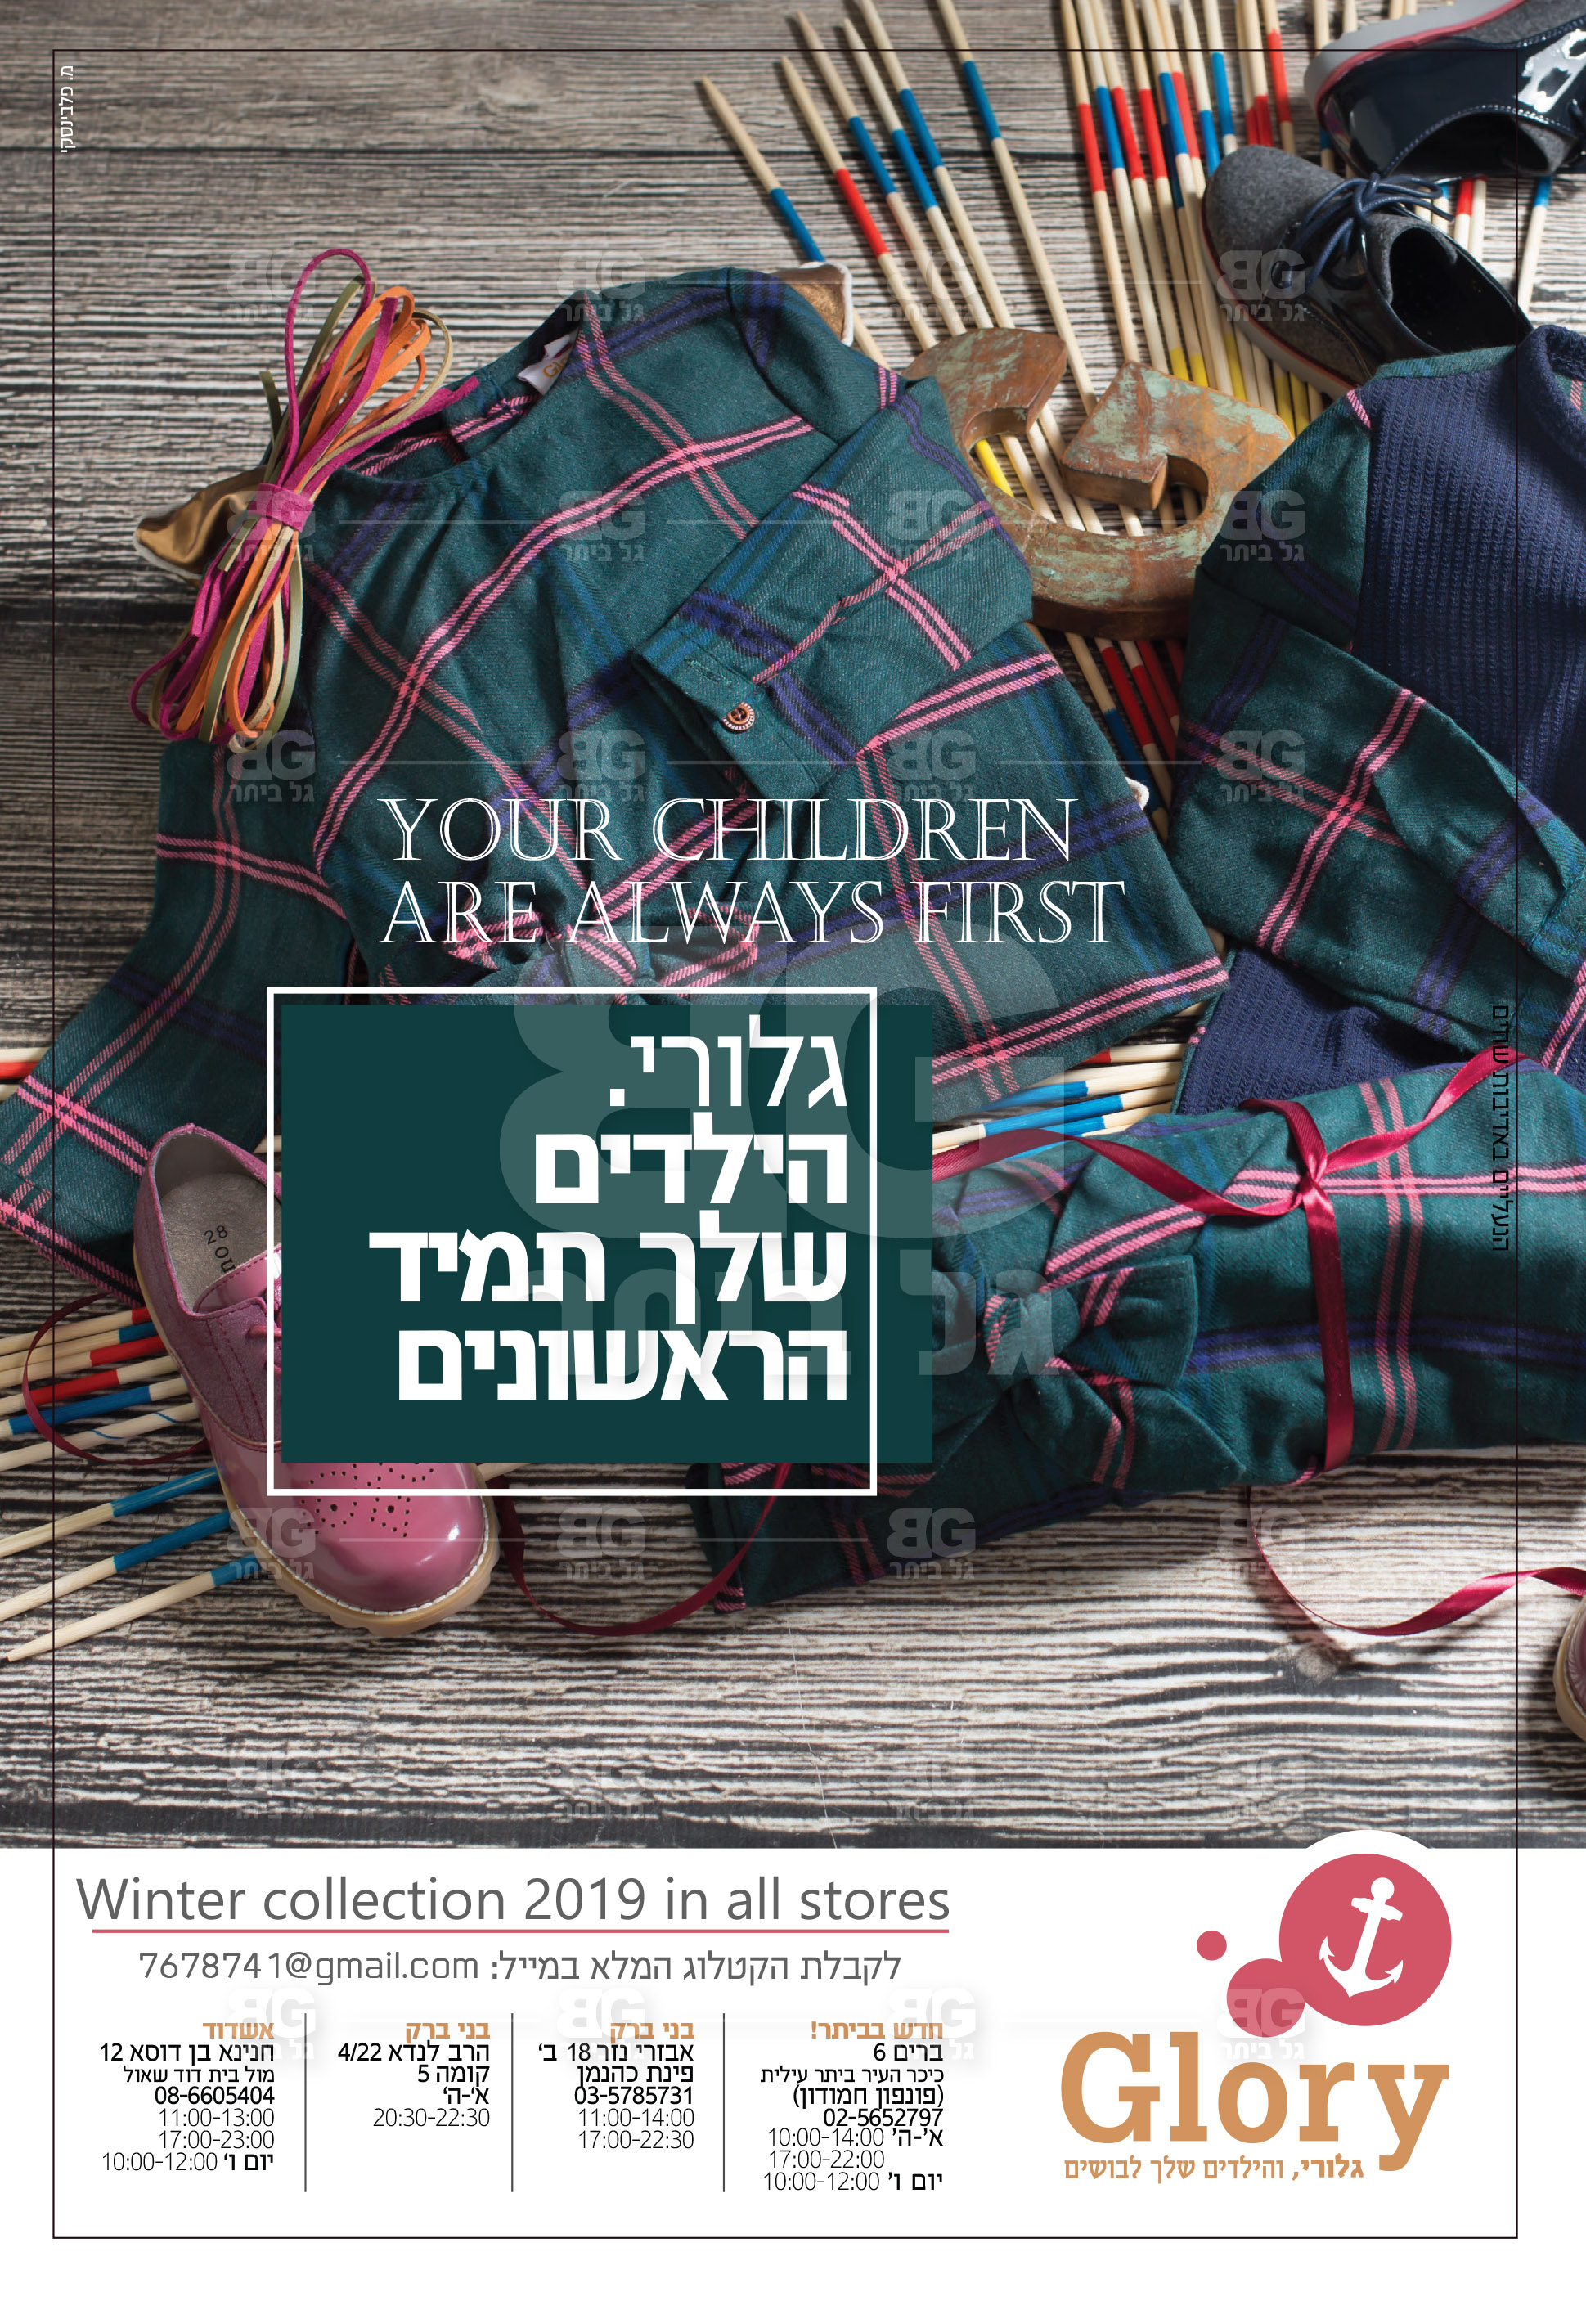 מ. פלבינסקי
YOUR CHILDREN
ARE ALWAYS FIRST
גלורי.
הילדים
שלך תמיד
הראשונים
28
Winter collection 2019 in all stores
לקבלת הקטלוג המלא במייל: 7678741@gmail.com
חדש בביתר!
ברים 6
כיכר העיר ביתר עילית
(פונפון חמודון)
02-5652797
א'-ה' 10:00-14:00
17:00-22:00
יום ו' 10:00-12:00
בני ברק
אבזרי נזר 18 ב'
פינת כהנמן
03-5785731
11:00-14:00
17:00-22:30
בני ברק
הרב לנדא 4/22
קומה 5
א'-ה'
20:30-22:30
אשדוד
חנינא בן דוסא 12
מול בית דוד שאול
08-6605404
11:00-13:00
17:00-23:00
יום ו' 10:00-12:00
Glory
גלורי, והילדים שלך לבושים
BG
גל ביתר